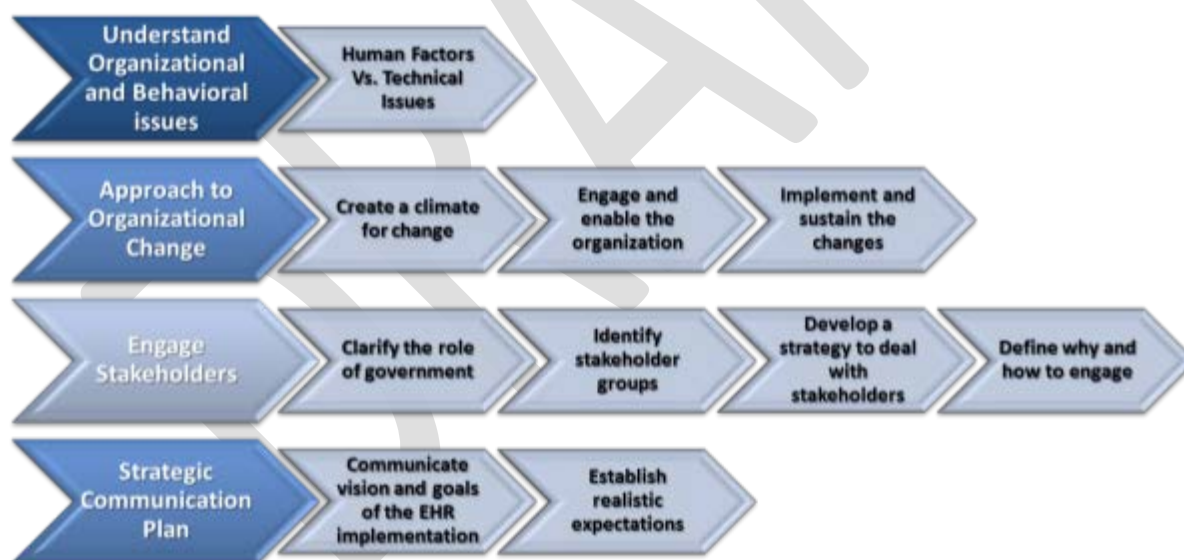 Understand
Organizational
and Behavioral
issues
Human Factors
Vs. Technical
Issues
Approach to
Organizational
Change
Create a climate
for change
Engage and
enable the
organization
Implement and
sustain the
changes
Engage
Stakeholders
Clarify the role
of government
Identify
stakeholder
groups
Develop a
strategy to deal
with
stakeholders
Define why and
how to engage
Strategic
Communication
Plan
Communicate
vision and goals
of the EHR
implementation
Establish
realistic
expectations